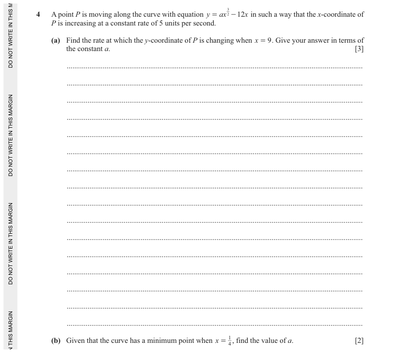 DO NOT WRITE IN THIS M
DO NOT WRITE IN THIS MARGIN
DO NOT WRITE IN THIS MARGIN
THIS MARGIN
4 A point P is moving along the curve with equation y = ax^{3/2} − 12x in such a way that the x-coordinate of
P is increasing at a constant rate of 5 units per second.
(a) Find the rate at which the y-coordinate of P is changing when x = 9. Give your answer in terms of
the constant a. [3]
(b) Given that the curve has a minimum point when x = 1/4, find the value of a. [2]